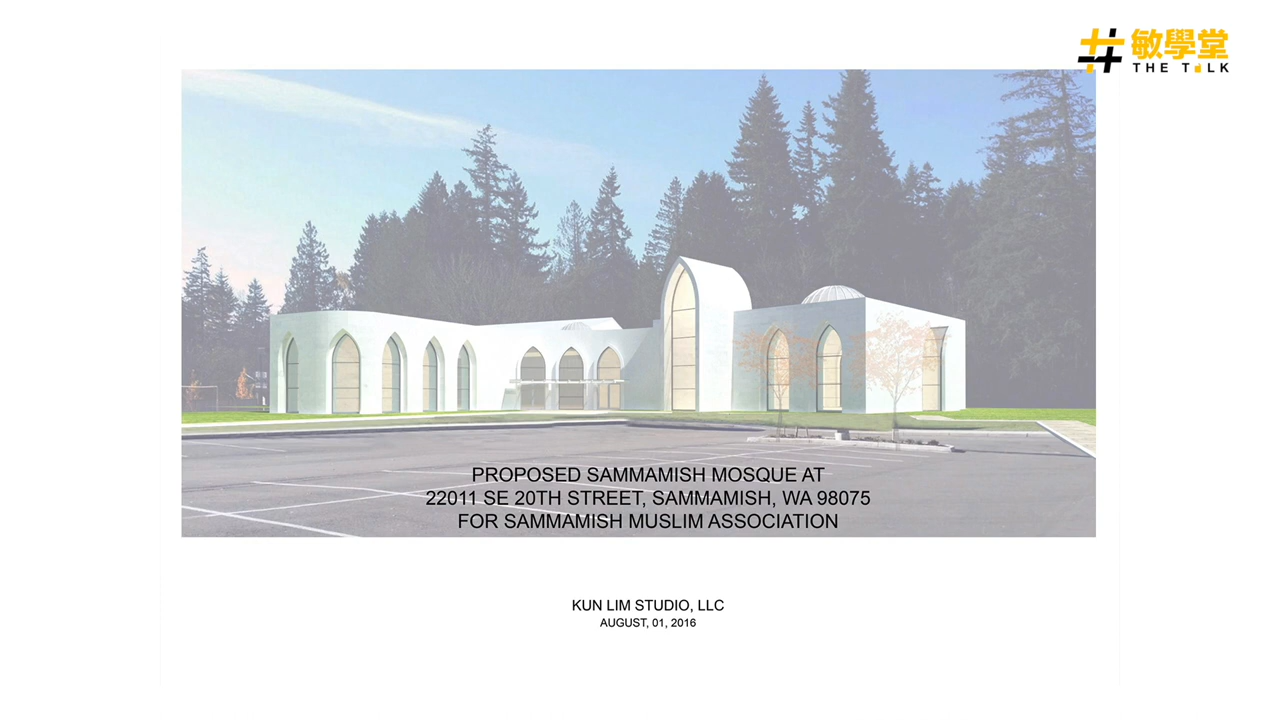 敏學堂
THE TALK
PROPOSED SAMMAMISH MOSQUE AT
22011 SE 20TH STREET, SAMMAMISH, WA 98075
FOR SAMMAMISH MUSLIM ASSOCIATION
KUN LIM STUDIO, LLC
AUGUST, 01, 2016